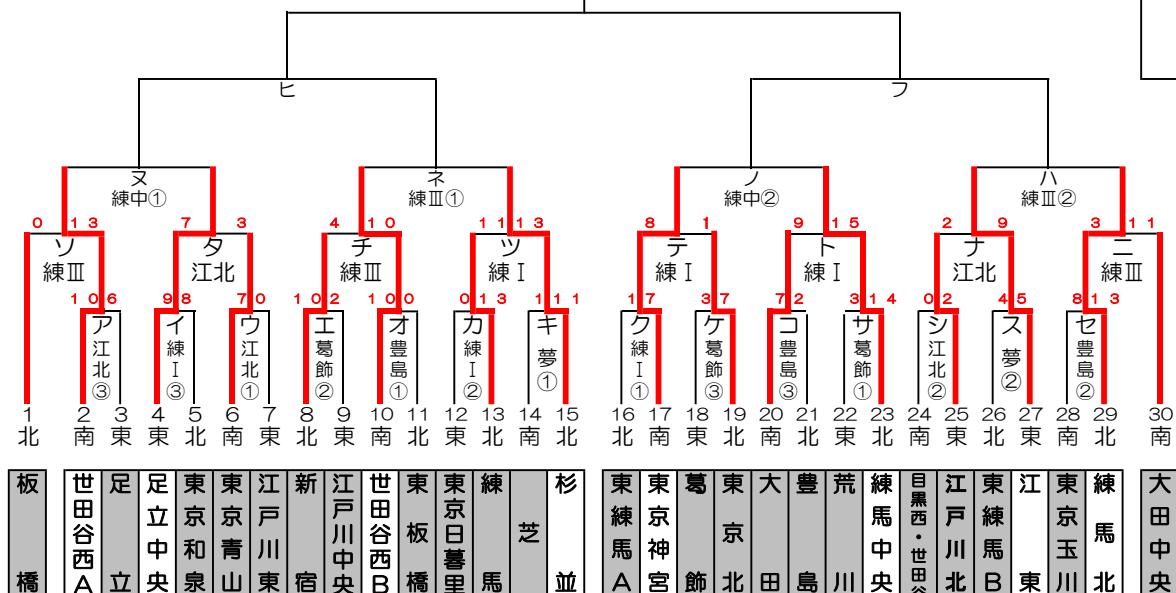 ヒ フ
ヌ ネ ノ ハ
練中① 練Ⅲ① 練中② 練Ⅲ②
0 13 7 3 4 10 11 13 8 1 9 15 2 9 3 11
ソ タ チ ツ テ ト ナ ニ
練Ⅲ 江北 練Ⅲ 練Ⅰ 練Ⅰ 練Ⅰ 江北 練Ⅲ
10 6 9 8 7 0 10 2 10 0 0 13 1 11 1 7 3 7 7 2 3 14 0 2 4 5 8 13
ア イ ウ エ オ カ キ ク ケ コ サ シ ス セ
江北③ 練Ⅰ③ 江北① 葛飾② 豊島① 練Ⅰ② 夢① 練Ⅰ① 葛飾③ 豊島③ 葛飾① 江北② 夢② 豊島②
1 2 3 4 5 6 7 8 9 10 11 12 13 14 15 16 17 18 19 20 21 22 23 24 25 26 27 28 29 30
北 南 東 東 北 南 東 北 東 南 北 東 北 南 北 北 南 東 北 南 北 東 北 南 東 北 南 南 北 南
板橋
世田谷西A
足立
足立中央
東京和泉
東京青山
江戸川東
新宿
江戸川中央
世田谷西B
東板橋
東京日暮里
練馬
芝
杉並
東練馬A
東京神宮
葛飾
東京北
大田
豊島
荒川
練馬中央
目黒西・世田谷
江戸川北
東練馬B
江東
東京玉川
練馬北
大田中央